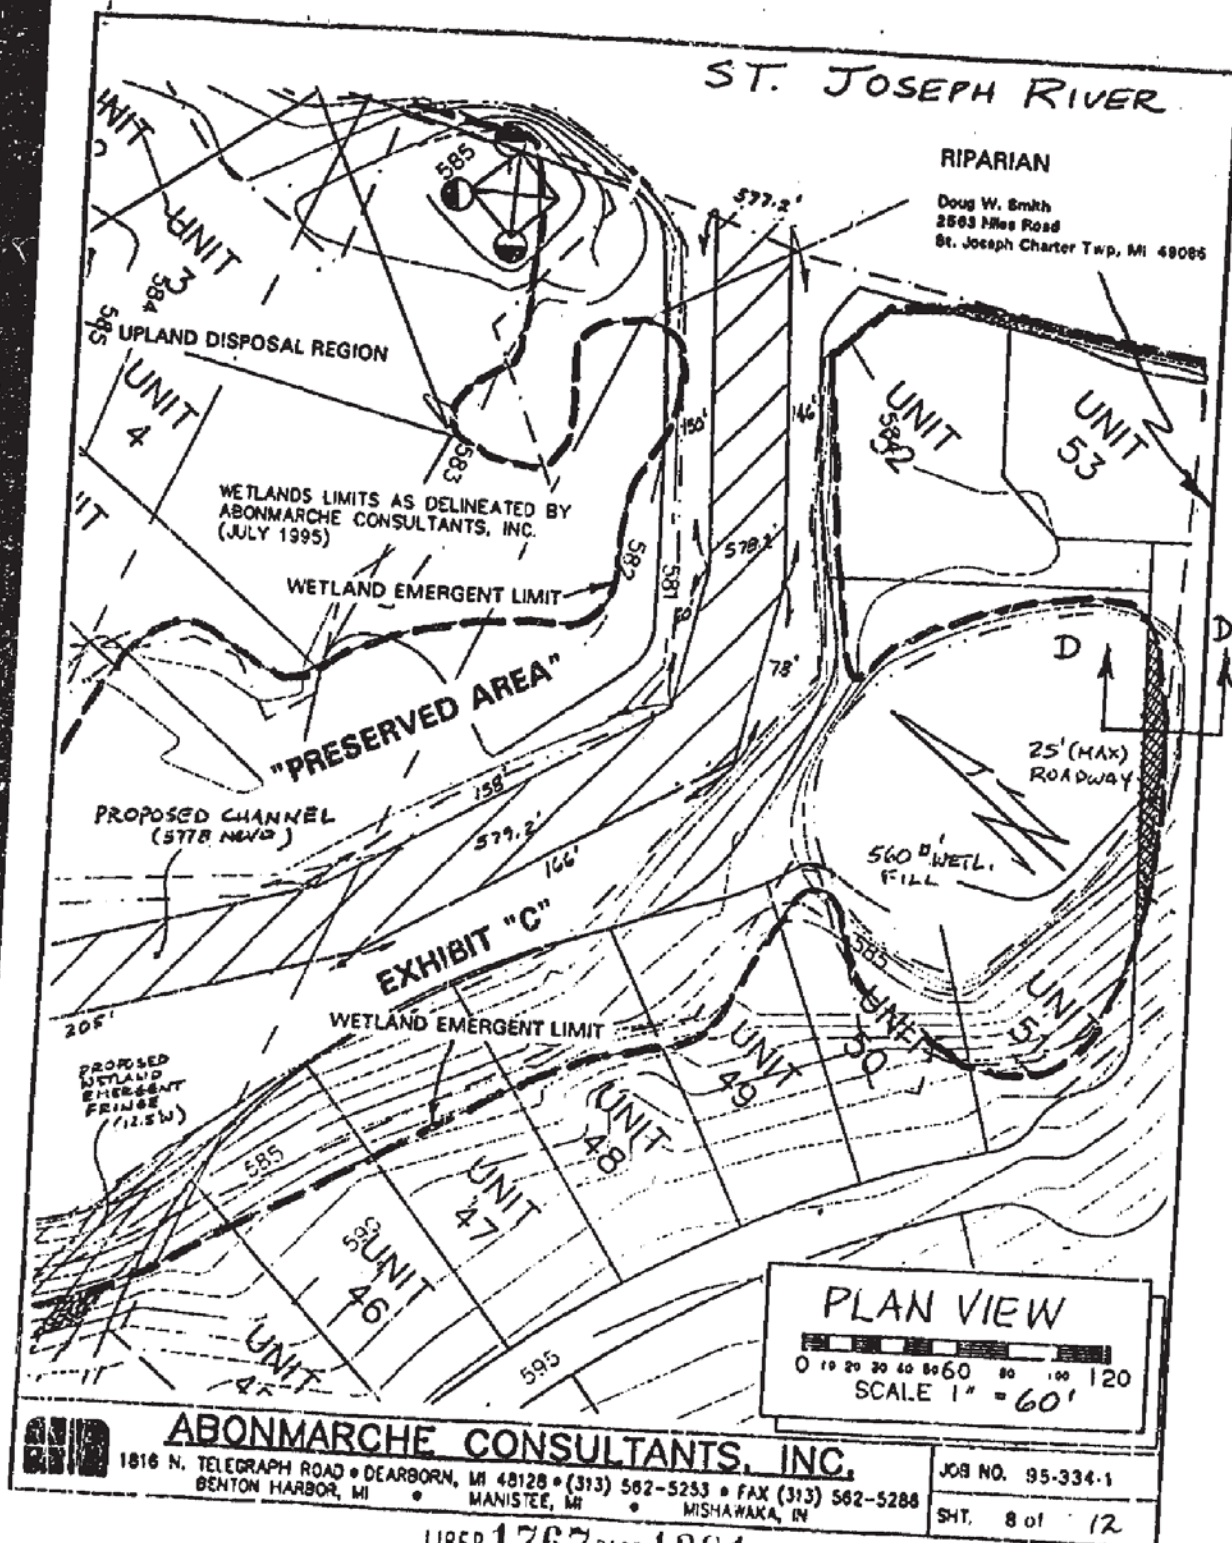 ST. JOSEPH RIVER
RIPARIAN
Doug W. Smith
2563 Niles Road
St. Joseph Charter Twp, MI 49085
UNIT
585
577.2'
UNIT
3
584
585
UPLAND DISPOSAL REGION
UNIT
4
583
150'
146'
UNIT
52
584
UNIT
53
WETLANDS LIMITS AS DELINEATED BY
ABONMARCHE CONSULTANTS, INC.
(JULY 1995)
578.2'
582
581
WETLAND EMERGENT LIMIT
D
D
78'
"PRESERVED AREA"
25' (MAX)
ROADWAY
158'
PROPOSED CHANNEL
579.2'
166'
560 WETL.
FILL
EXHIBIT "C"
585
205'
WETLAND EMERGENT LIMIT
UNIT
49
UNIT
50
UNIT
51
PROPOSED
WETLAND
EMERGENT
FRINGE
(12.5W)
585
UNIT
48
UNIT
47
590
UNIT
46
UNIT
595
PLAN VIEW
0 10 20 30 40 50 60 80 100 120
SCALE 1" = 60'
ABONMARCHE CONSULTANTS, INC.
1816 N. TELEGRAPH ROAD • DEARBORN, MI 48128 • (313) 562-5253 • FAX (313) 562-5286
BENTON HARBOR, MI • MANISTEE, MI • MISHAWAKA, IN
JOB NO. 95-334-1
SHT. 8 of 12
LIBER 1767